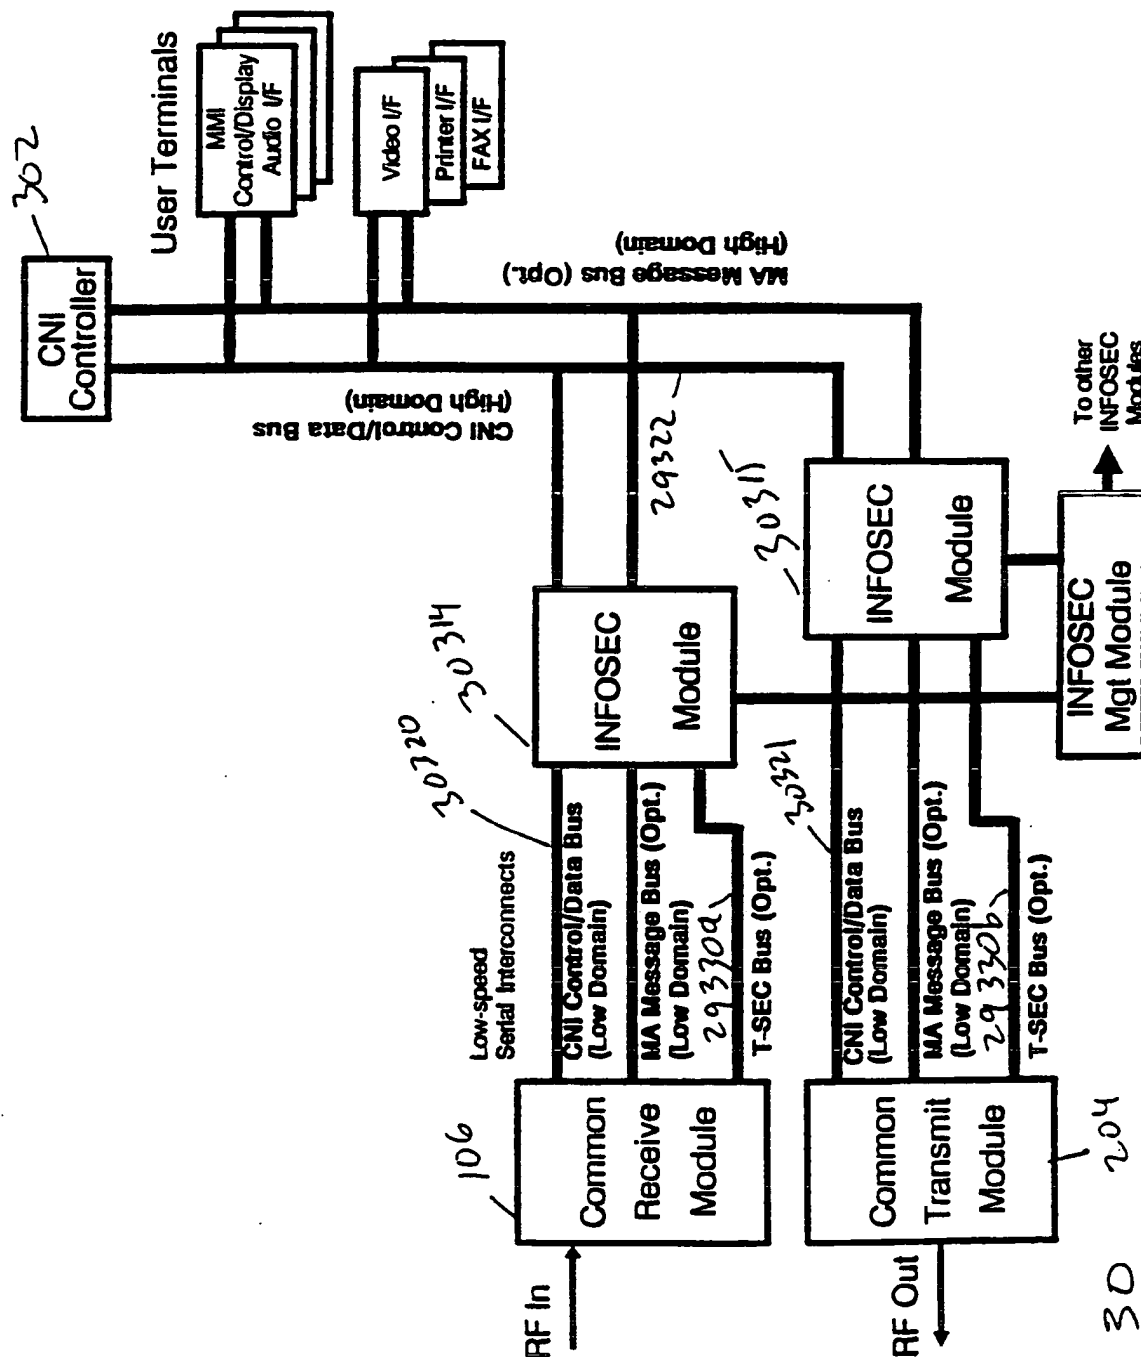 302
CNI
Controller
User Terminals
MMI
Control/Display
Audio I/F
Video I/F
Printer I/F
FAX I/F
CNI Control/Data Bus
(High Domain)
MA Message Bus (Opt.)
(High Domain)
29322
30315
30314
30320
30321
INFOSEC
Module
INFOSEC
Module
To other
INFOSEC
Modules
INFOSEC
Mgt Module
Low-speed
Serial Interconnects
CNI Control/Data Bus
(Low Domain)
MA Message Bus (Opt.)
(Low Domain)
29330a
T-SEC Bus (Opt.)
CNI Control/Data Bus
(Low Domain)
MA Message Bus (Opt.)
(Low Domain)
29330b
T-SEC Bus (Opt.)
106
Common
Receive
Module
Common
Transmit
Module
204
RF In
RF Out
30